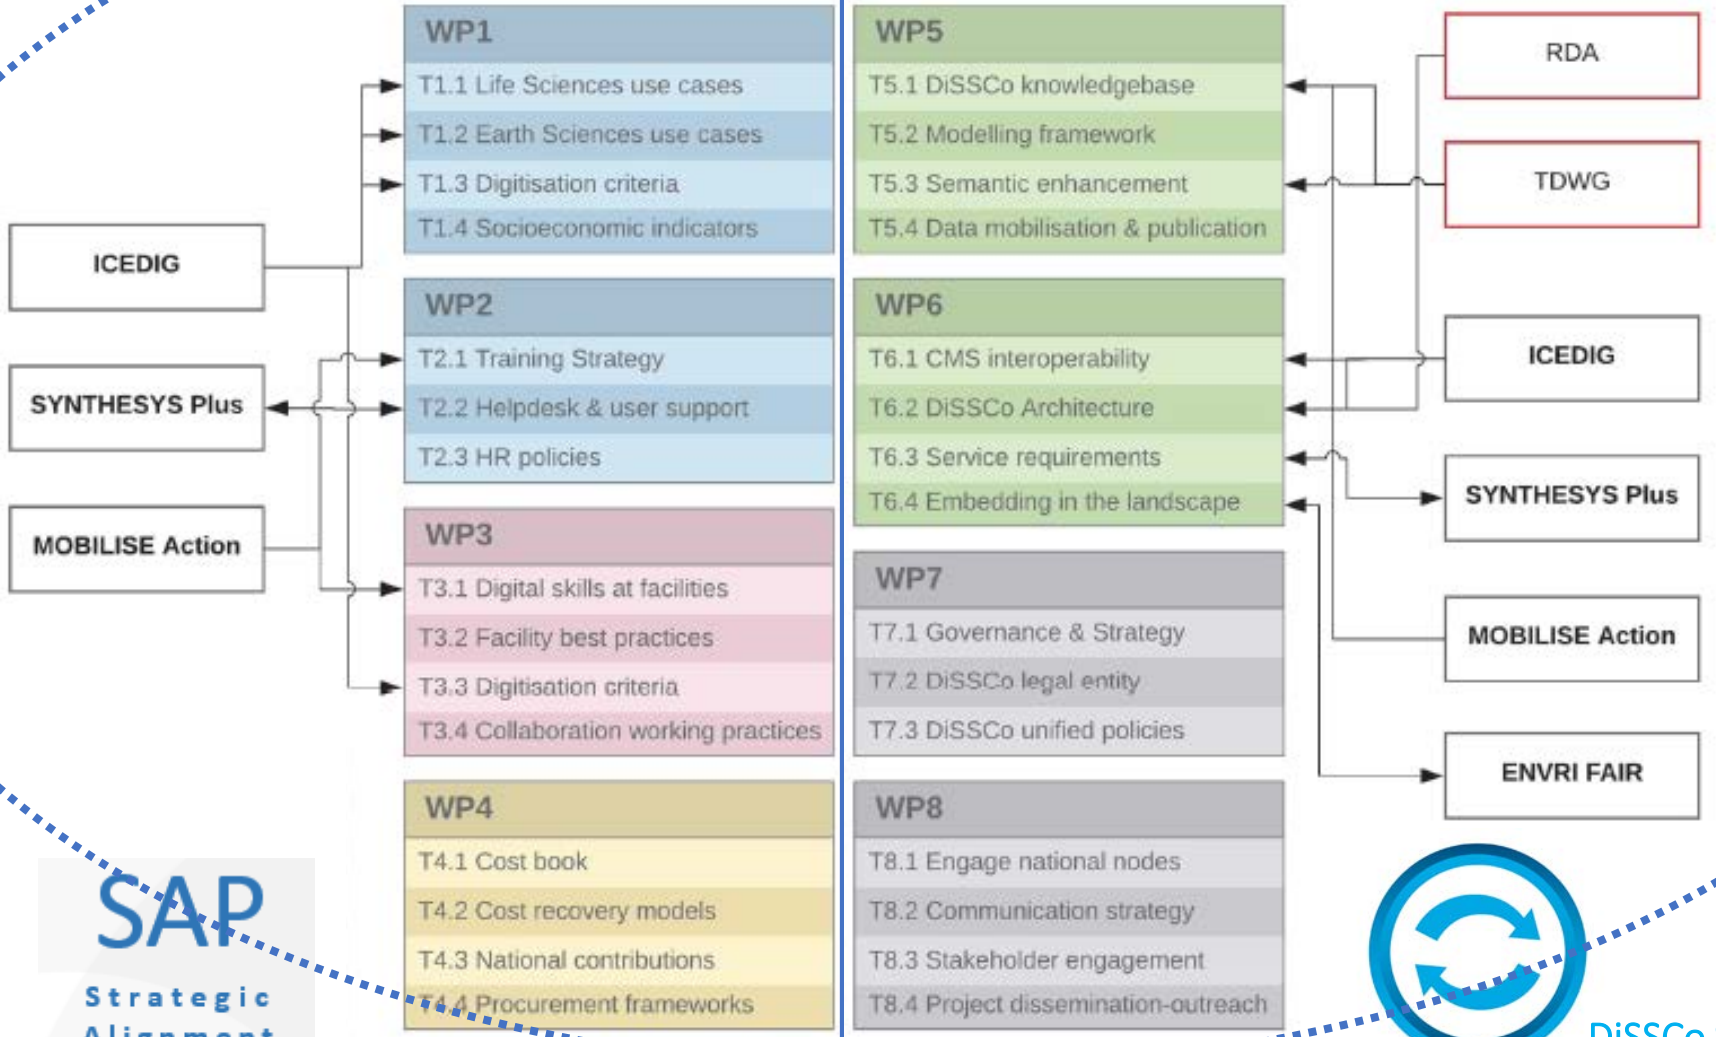 WP1
T1.1 Life Sciences use cases
T1.2 Earth Sciences use cases
T1.3 Digitisation criteria
T1.4 Socioeconomic indicators
ICEDIG
WP2
T2.1 Training Strategy
T2.2 Helpdesk & user support
T2.3 HR policies
SYNTHESYS Plus
MOBILISE Action
WP3
T3.1 Digital skills at facilities
T3.2 Facility best practices
T3.3 Digitisation criteria
T3.4 Collaboration working practices
WP4
T4.1 Cost book
T4.2 Cost recovery models
T4.3 National contributions
T4.4 Procurement frameworks
SAP
Strategic
Alignment
WP5
T5.1 DiSSCo knowledgebase
T5.2 Modelling framework
T5.3 Semantic enhancement
T5.4 Data mobilisation & publication
RDA
TDWG
WP6
T6.1 CMS interoperability
T6.2 DiSSCo Architecture
T6.3 Service requirements
T6.4 Embedding in the landscape
ICEDIG
SYNTHESYS Plus
WP7
T7.1 Governance & Strategy
T7.2 DiSSCo legal entity
T7.3 DiSSCo unified policies
MOBILISE Action
ENVRI FAIR
WP8
T8.1 Engage national nodes
T8.2 Communication strategy
T8.3 Stakeholder engagement
T8.4 Project dissemination-outreach
DiSSCo